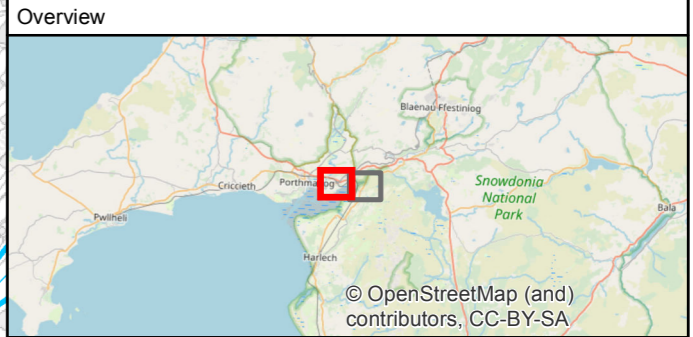 Overview
Blaenau Ffestiniog
Criccieth
Porthmadog
Snowdonia
National
Park
Bala
Pwllheli
Harlech
© OpenStreetMap (and)
contributors, CC-BY-SA